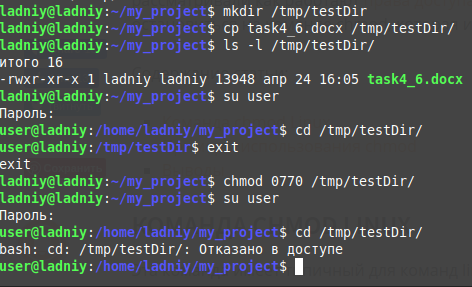 ladniy@ladniy:~/my_project$ mkdir /tmp/testDir
ladniy@ladniy:~/my_project$ cp task4_6.docx /tmp/testDir/
ladniy@ladniy:~/my_project$ ls -l /tmp/testDir/
итого 16
-rwxr-xr-x 1 ladniy ladniy 13948 апр 24 16:05 task4_6.docx
ladniy@ladniy:~/my_project$ su user
Пароль:
user@ladniy:/home/ladniy/my_project$ cd /tmp/testDir/
user@ladniy:/tmp/testDir$ exit
exit
ladniy@ladniy:~/my_project$ chmod 0770 /tmp/testDir/
ladniy@ladniy:~/my_project$ su user
Пароль:
user@ladniy:/home/ladniy/my_project$ cd /tmp/testDir/
bash: cd: /tmp/testDir/: Отказано в доступе
user@ladniy:/home/ladniy/my_project$